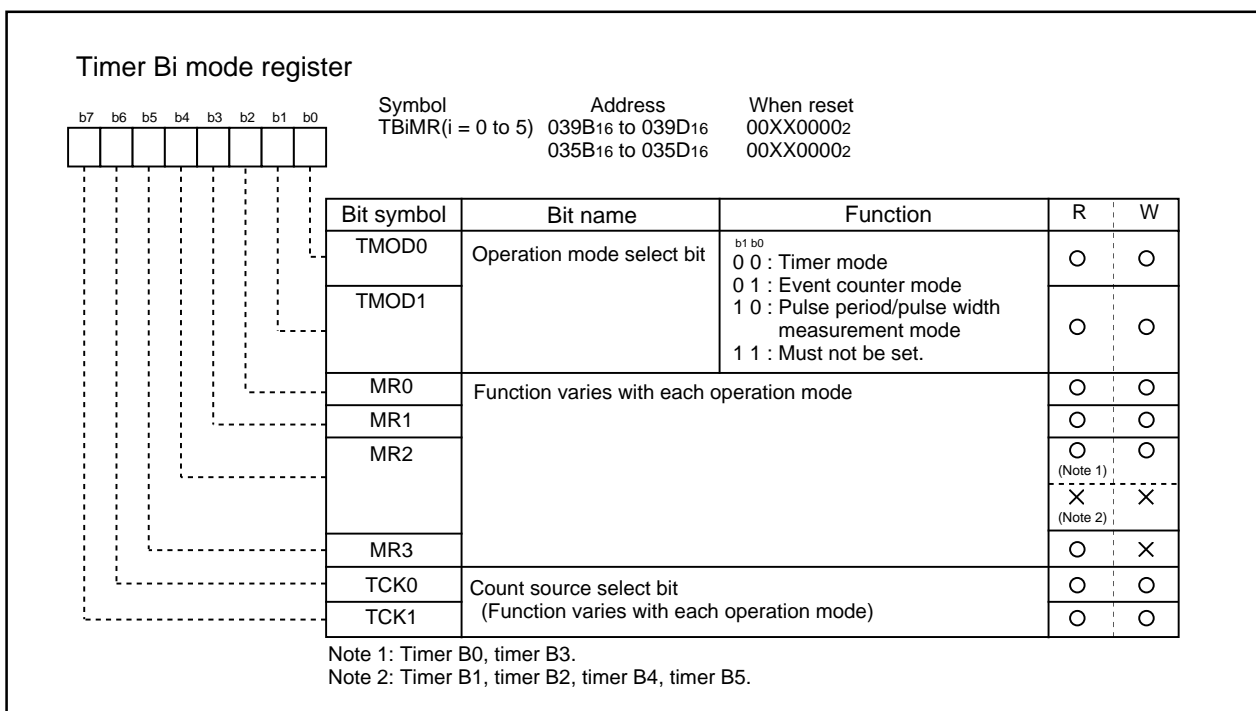 Timer Bi mode register
Symbol Address When reset
TBiMR(i = 0 to 5) 039B16 to 039D16 00XX00002
035B16 to 035D16 00XX00002
b7 b6 b5 b4 b3 b2 b1 b0
Bit symbol Bit name Function R W
TMOD0 Operation mode select bit
b1 b0
0 0 : Timer mode
0 1 : Event counter mode
TMOD1
1 0 : Pulse period/pulse width
measurement mode
1 1 : Must not be set.
MR0 Function varies with each operation mode
MR1
MR2
(Note 1)
(Note 2)
MR3
TCK0 Count source select bit
TCK1 (Function varies with each operation mode)
Note 1: Timer B0, timer B3.
Note 2: Timer B1, timer B2, timer B4, timer B5.